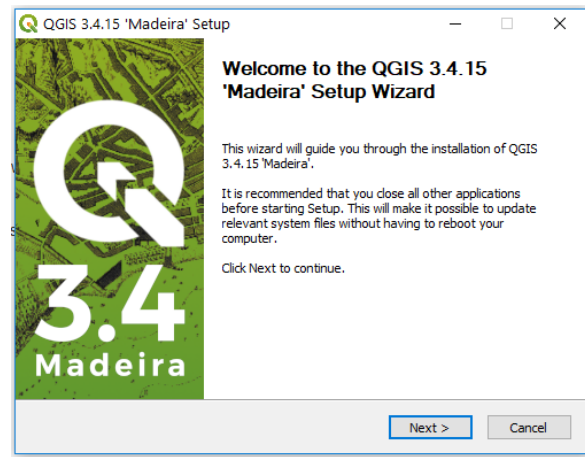 QGIS 3.4.15 'Madeira' Setup
Welcome to the QGIS 3.4.15
'Madeira' Setup Wizard
This wizard will guide you through the installation of QGIS
3.4.15 'Madeira'.
It is recommended that you close all other applications
before starting Setup. This will make it possible to update
relevant system files without having to reboot your
computer.
Click Next to continue.
3.4
Madeira
Next >
Cancel